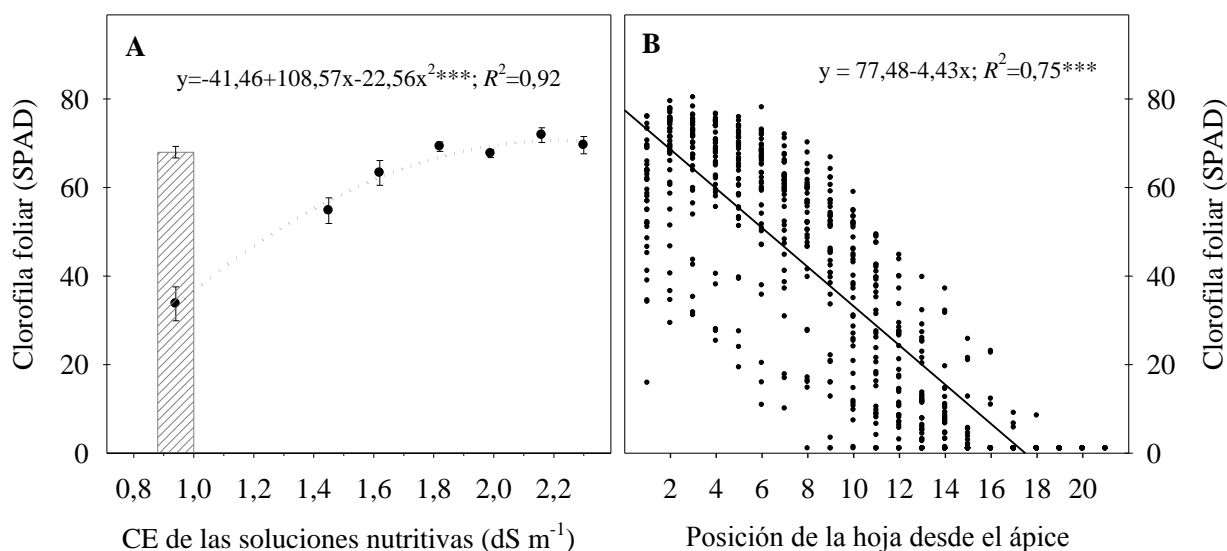 A
y=-41,46+108,57x-22,56x²***; R²=0,92
Clorofila foliar (SPAD)
80
60
40
20
0
0,8 1,0 1,4 1,6 1,8 2,0 2,2
CE de las soluciones nutritivas (dS m⁻¹)
B
y = 77,48-4,43x; R²=0,75***
80
60
40
20
0
Clorofila foliar (SPAD)
2 4 6 8 10 12 14 16 18 20
Posición de la hoja desde el ápice